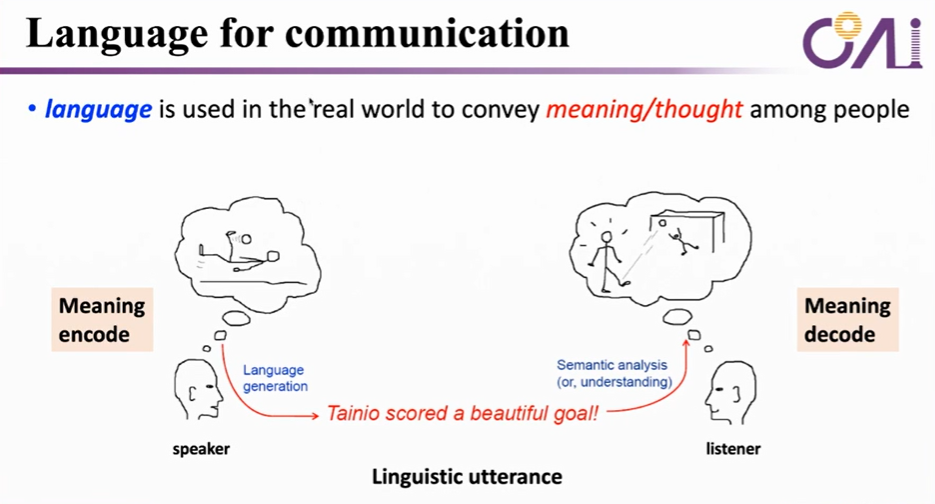 Language for communication
COAi
• language is used in the real world to convey meaning/thought among people
Meaning
encode
Meaning
decode
Language
generation
Semantic analysis
(or, understanding)
Tainio scored a beautiful goal!
speaker
listener
Linguistic utterance